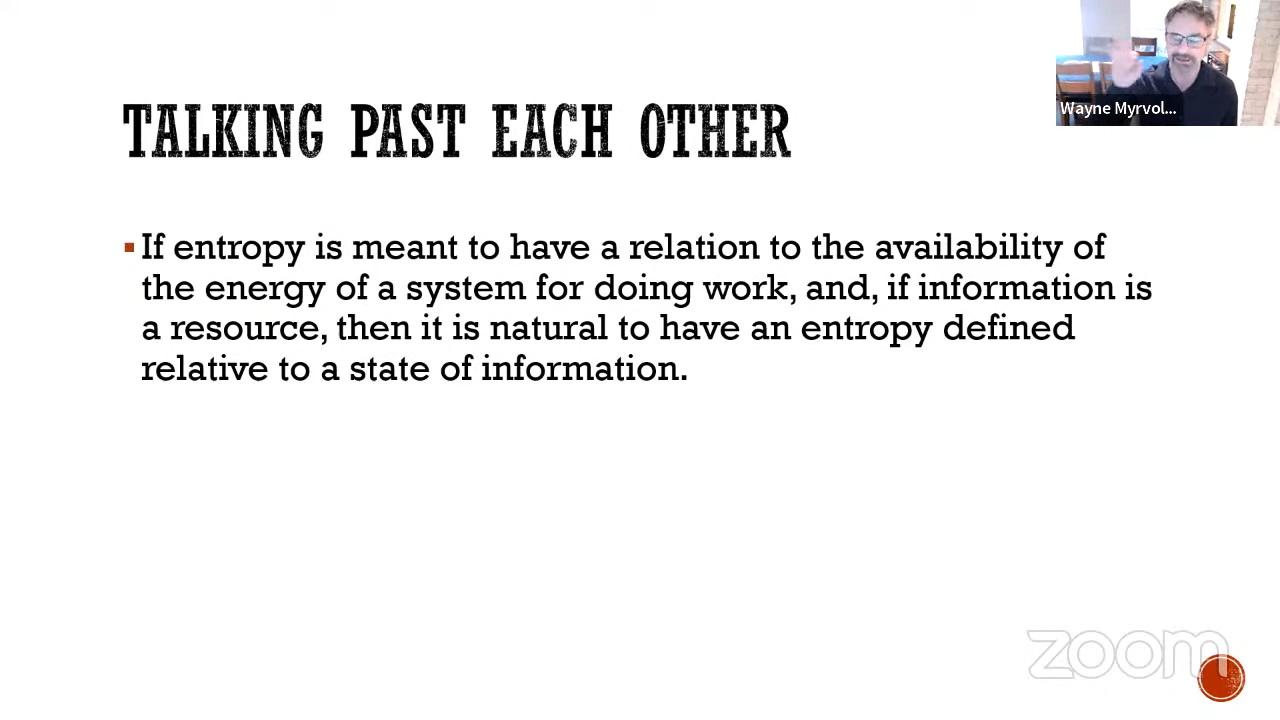 Wayne Myrvol...
TALKING PAST EACH OTHER
If entropy is meant to have a relation to the availability of
the energy of a system for doing work, and, if information is
a resource, then it is natural to have an entropy defined
relative to a state of information.
zoom